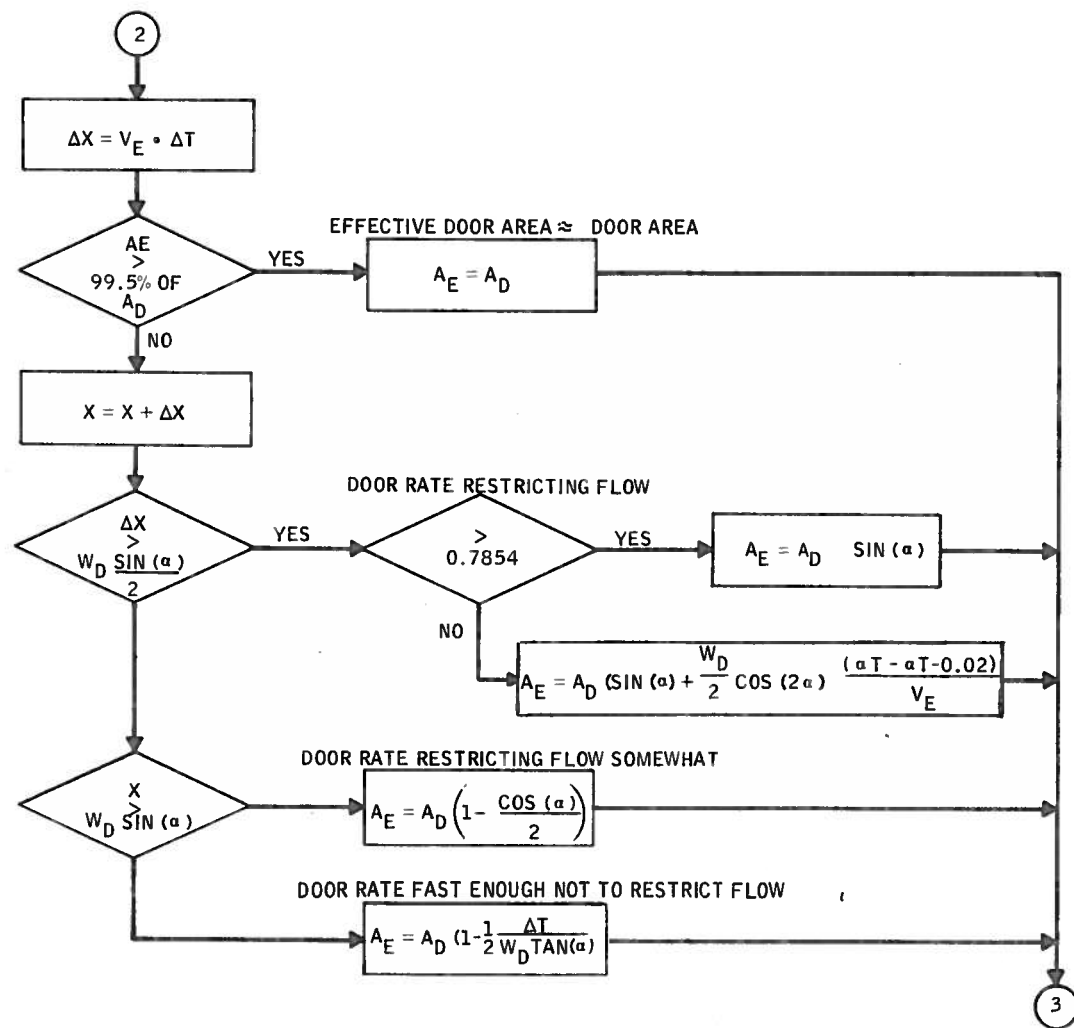 2
ΔX = V_E • ΔT
EFFECTIVE DOOR AREA ≈ DOOR AREA
AE
>
99.5% OF
A_D
YES
A_E = A_D
NO
X = X + ΔX
DOOR RATE RESTRICTING FLOW
ΔX
>
W_D SIN (α)
2
YES
>
0.7854
YES
A_E = A_D SIN (α)
NO
A_E = A_D (SIN (α) + W_D/2 COS (2α) (αT - αT - 0.02)/V_E
DOOR RATE RESTRICTING FLOW SOMEWHAT
X
>
W_D SIN (α)
A_E = A_D (1 - COS (α)/2)
DOOR RATE FAST ENOUGH NOT TO RESTRICT FLOW
A_E = A_D (1 - 1/2 ΔT/W_D TAN(α)
3